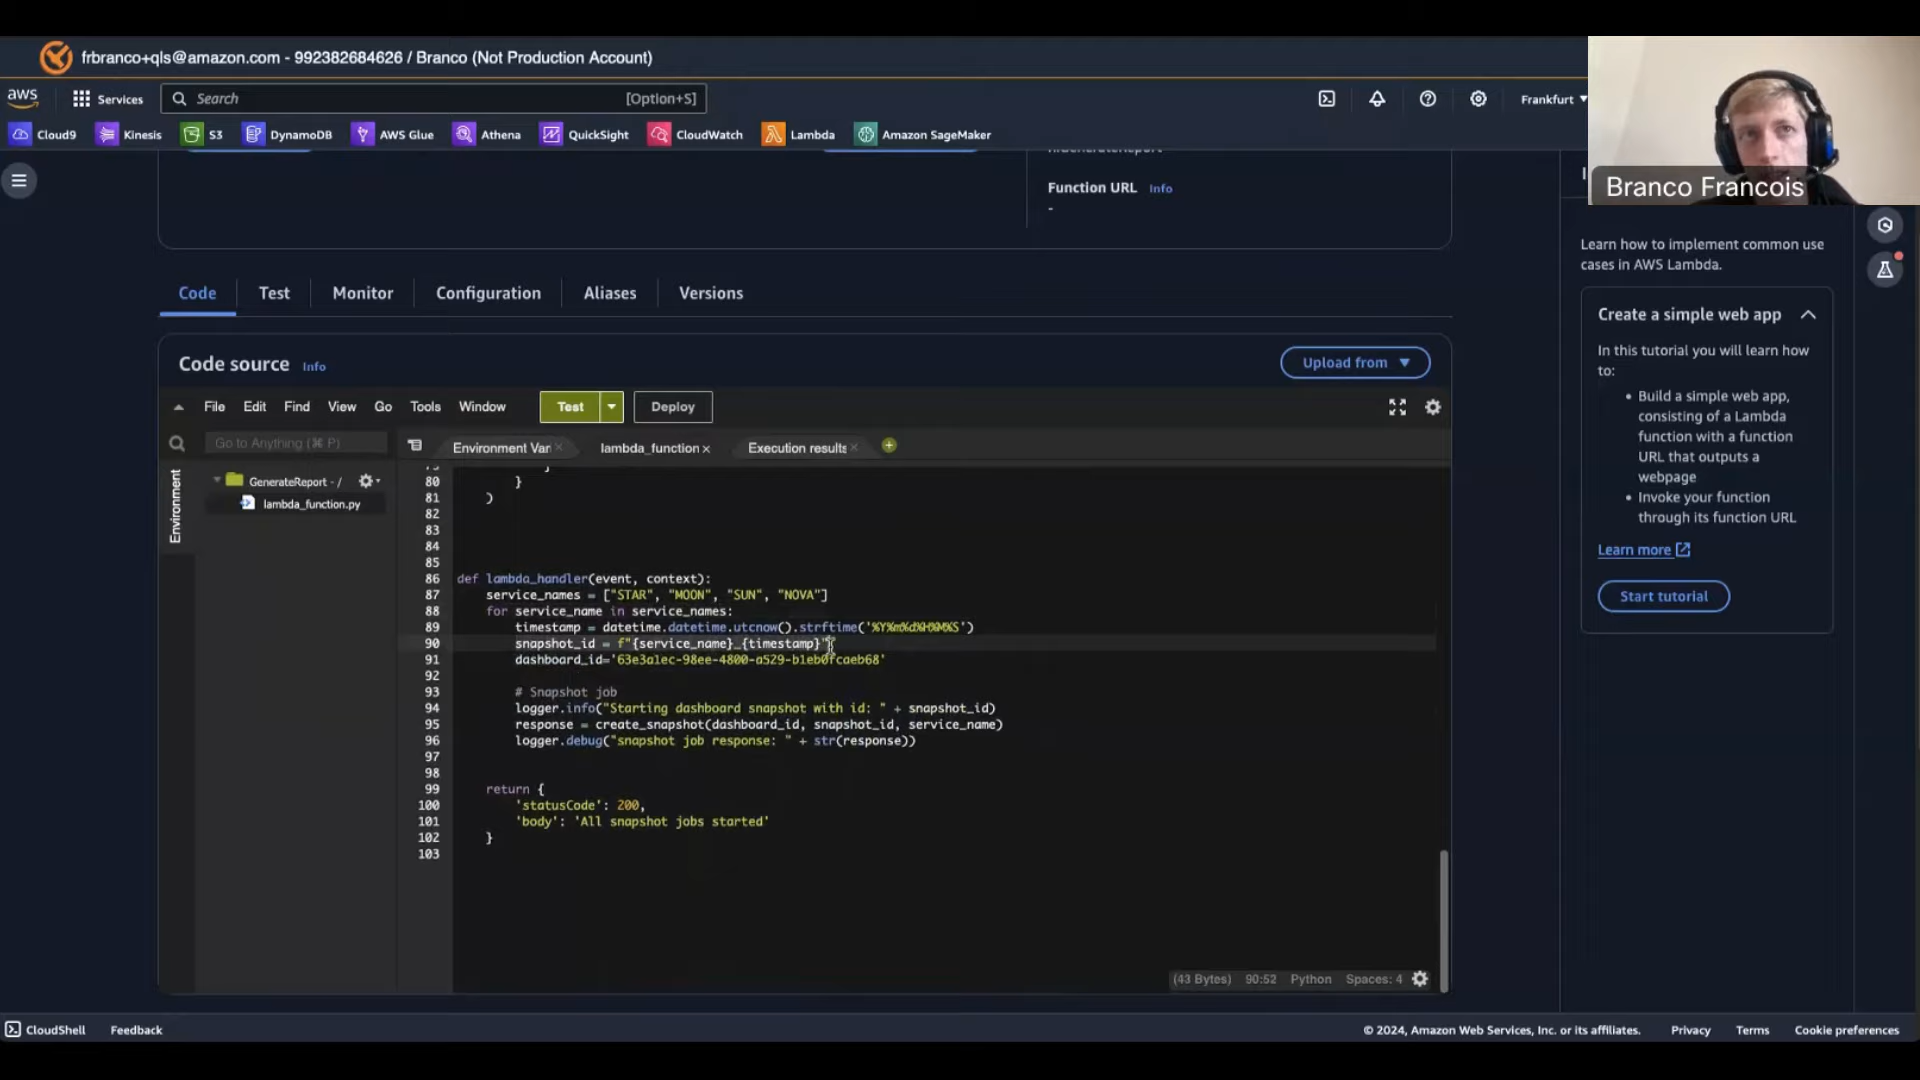 frbranco+qls@amazon.com - 992382684626 / Branco (Not Production Account)
aws
Services
Search
[Option+S]
Frankfurt
Cloud9
Kinesis
S3
DynamoDB
AWS Glue
Athena
QuickSight
CloudWatch
Lambda
Amazon SageMaker
Branco Francois
Function URL Info
-
Code
Test
Monitor
Configuration
Aliases
Versions
Code source Info
Upload from
File
Edit
Find
View
Go
Tools
Window
Test
Deploy
Go to Anything (⌘ P)
Environment Var
lambda_function
Execution results
Environment
GenerateReport - /
lambda_function.py
80 }
81 )
82
83
84
85
86 def lambda_handler(event, context):
87 service_names = ["STAR", "MOON", "SUN", "NOVA"]
88 for service_name in service_names:
89 timestamp = datetime.datetime.utcnow().strftime('%Y%m%d%H%M%S')
90 snapshot_id = f"{service_name}_{timestamp}"
91 dashboard_id='63e3a1ec-98ee-4800-a529-b1eb0fcaeb68'
92
93 # Snapshot job
94 logger.info("Starting dashboard snapshot with id: " + snapshot_id)
95 response = create_snapshot(dashboard_id, snapshot_id, service_name)
96 logger.debug("snapshot job response: " + str(response))
97
98
99 return {
100 'statusCode': 200,
101 'body': 'All snapshot jobs started'
102 }
103
(43 Bytes) 90:52 Python Spaces: 4
Learn how to implement common use
cases in AWS Lambda.
Create a simple web app
In this tutorial you will learn how
to:
• Build a simple web app,
consisting of a Lambda
function with a function
URL that outputs a
webpage
• Invoke your function
through its function URL
Learn more
Start tutorial
CloudShell
Feedback
© 2024, Amazon Web Services, Inc. or its affiliates.
Privacy
Terms
Cookie preferences